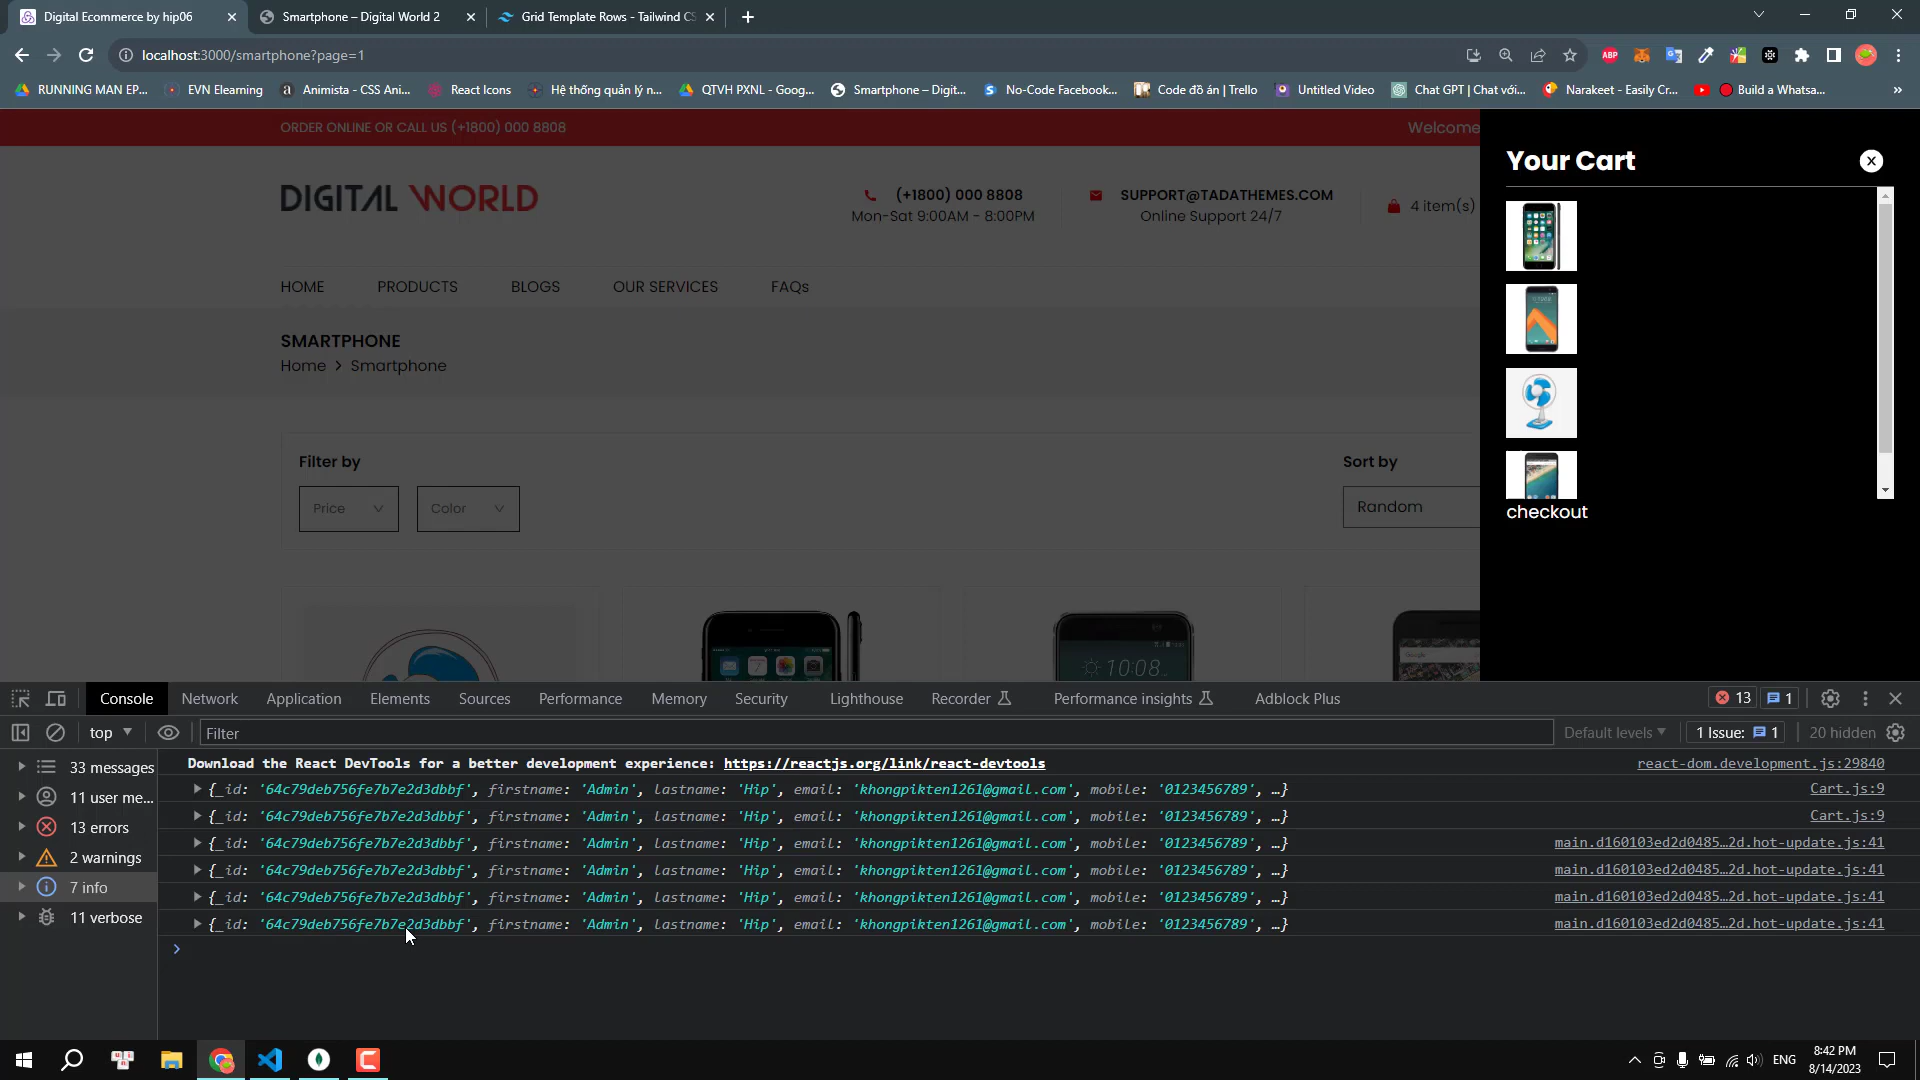 Digital Ecommerce by hip06
Smartphone – Digital World 2
Grid Template Rows - Tailwind CS
localhost:3000/smartphone?page=1
RUNNING MAN EP...
EVN Elearning
Animista - CSS Ani...
React Icons
Hệ thống quản lý n...
QTVH PXNL - Goog...
Smartphone – Digit...
No-Code Facebook...
Code đồ án | Trello
Untitled Video
Chat GPT | Chat với...
Narakeet - Easily Cr...
Build a Whatsa...
»
ORDER ONLINE OR CALL US (+1800) 000 8808
Welcome
DIGITAL WORLD
(+1800) 000 8808
Mon-Sat 9:00AM - 8:00PM
SUPPORT@TADATHEMES.COM
Online Support 24/7
4 item(s)
HOME
PRODUCTS
BLOGS
OUR SERVICES
FAQs
SMARTPHONE
Home > Smartphone
Filter by
Sort by
Price
Color
Random
10:08
Google
Your Cart
checkout
Console
Network
Application
Elements
Sources
Performance
Memory
Security
Lighthouse
Recorder
Performance insights
Adblock Plus
13
1
top
Filter
Default levels
1 Issue: 1
20 hidden
33 messages
11 user me...
13 errors
2 warnings
7 info
11 verbose
Download the React DevTools for a better development experience: https://reactjs.org/link/react-devtools
react-dom.development.js:29840
{_id: '64c79deb756fe7b7e2d3dbbf', firstname: 'Admin', lastname: 'Hip', email: 'khongpikten1261@gmail.com', mobile: '0123456789', …}
Cart.js:9
{_id: '64c79deb756fe7b7e2d3dbbf', firstname: 'Admin', lastname: 'Hip', email: 'khongpikten1261@gmail.com', mobile: '0123456789', …}
Cart.js:9
{_id: '64c79deb756fe7b7e2d3dbbf', firstname: 'Admin', lastname: 'Hip', email: 'khongpikten1261@gmail.com', mobile: '0123456789', …}
main.d160103ed2d0485…2d.hot-update.js:41
{_id: '64c79deb756fe7b7e2d3dbbf', firstname: 'Admin', lastname: 'Hip', email: 'khongpikten1261@gmail.com', mobile: '0123456789', …}
main.d160103ed2d0485…2d.hot-update.js:41
{_id: '64c79deb756fe7b7e2d3dbbf', firstname: 'Admin', lastname: 'Hip', email: 'khongpikten1261@gmail.com', mobile: '0123456789', …}
main.d160103ed2d0485…2d.hot-update.js:41
{_id: '64c79deb756fe7b7e2d3dbbf', firstname: 'Admin', lastname: 'Hip', email: 'khongpikten1261@gmail.com', mobile: '0123456789', …}
main.d160103ed2d0485…2d.hot-update.js:41
ENG
8:42 PM
8/14/2023